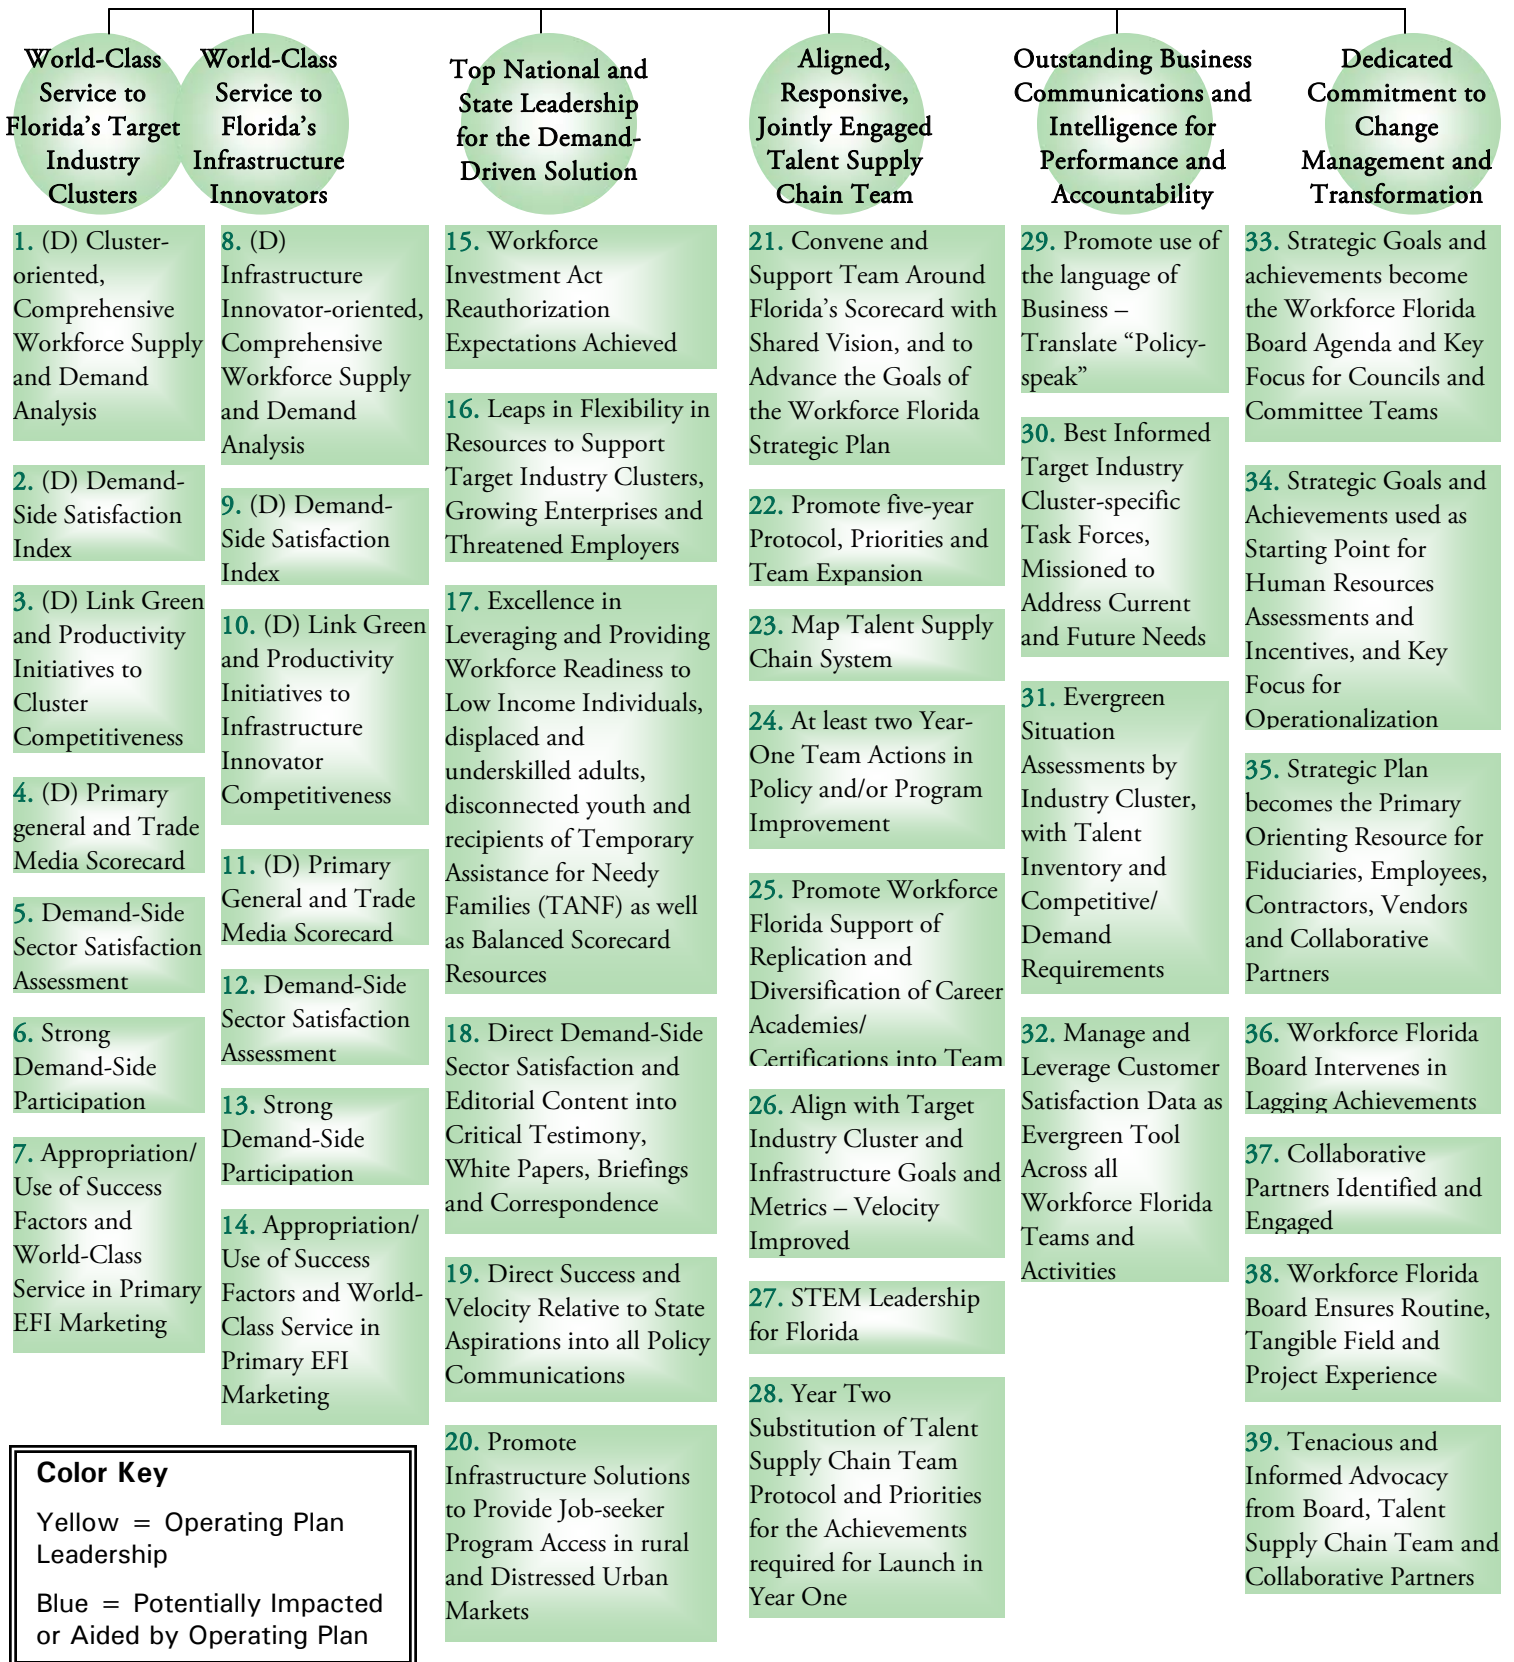 World-Class
Service to
Florida's Target
Industry
Clusters
World-Class
Service to
Florida's
Infrastructure
Innovators
Top National and
State Leadership
for the Demand-
Driven Solution
Aligned,
Responsive,
Jointly Engaged
Talent Supply
Chain Team
Outstanding Business
Communications and
Intelligence for
Performance and
Accountability
Dedicated
Commitment to
Change
Management and
Transformation
1. (D) Cluster-
oriented,
Comprehensive
Workforce Supply
and Demand
Analysis
2. (D) Demand-
Side Satisfaction
Index
3. (D) Link Green
and Productivity
Initiatives to
Cluster
Competitiveness
4. (D) Primary
general and Trade
Media Scorecard
5. Demand-Side
Sector Satisfaction
Assessment
6. Strong
Demand-Side
Participation
7. Appropriation/
Use of Success
Factors and
World-Class
Service in Primary
EFI Marketing
8. (D)
Infrastructure
Innovator-oriented,
Comprehensive
Workforce Supply
and Demand
Analysis
9. (D) Demand-
Side Satisfaction
Index
10. (D) Link Green
and Productivity
Initiatives to
Infrastructure
Innovator
Competitiveness
11. (D) Primary
General and Trade
Media Scorecard
12. Demand-Side
Sector Satisfaction
Assessment
13. Strong
Demand-Side
Participation
14. Appropriation/
Use of Success
Factors and World-
Class Service in
Primary EFI
Marketing
15. Workforce
Investment Act
Reauthorization
Expectations Achieved
16. Leaps in Flexibility in
Resources to Support
Target Industry Clusters,
Growing Enterprises and
Threatened Employers
17. Excellence in
Leveraging and Providing
Workforce Readiness to
Low Income Individuals,
displaced and
underskilled adults,
disconnected youth and
recipients of Temporary
Assistance for Needy
Families (TANF) as well
as Balanced Scorecard
Resources
18. Direct Demand-Side
Sector Satisfaction and
Editorial Content into
Critical Testimony,
White Papers, Briefings
and Correspondence
19. Direct Success and
Velocity Relative to State
Aspirations into all Policy
Communications
20. Promote
Infrastructure Solutions
to Provide Job-seeker
Program Access in rural
and Distressed Urban
Markets
21. Convene and
Support Team Around
Florida's Scorecard with
Shared Vision, and to
Advance the Goals of
the Workforce Florida
Strategic Plan
22. Promote five-year
Protocol, Priorities and
Team Expansion
23. Map Talent Supply
Chain System
24. At least two Year-
One Team Actions in
Policy and/or Program
Improvement
25. Promote Workforce
Florida Support of
Replication and
Diversification of Career
Academies/
Certifications into Team
26. Align with Target
Industry Cluster and
Infrastructure Goals and
Metrics – Velocity
Improved
27. STEM Leadership
for Florida
28. Year Two
Substitution of Talent
Supply Chain Team
Protocol and Priorities
for the Achievements
required for Launch in
Year One
29. Promote use of
the language of
Business –
Translate “Policy-
speak”
30. Best Informed
Target Industry
Cluster-specific
Task Forces,
Missioned to
Address Current
and Future Needs
31. Evergreen
Situation
Assessments by
Industry Cluster,
with Talent
Inventory and
Competitive/
Demand
Requirements
32. Manage and
Leverage Customer
Satisfaction Data as
Evergreen Tool
Across all
Workforce Florida
Teams and
Activities
33. Strategic Goals and
achievements become
the Workforce Florida
Board Agenda and Key
Focus for Councils and
Committee Teams
34. Strategic Goals and
Achievements used as
Starting Point for
Human Resources
Assessments and
Incentives, and Key
Focus for
Operationalization
35. Strategic Plan
becomes the Primary
Orienting Resource for
Fiduciaries, Employees,
Contractors, Vendors
and Collaborative
Partners
36. Workforce Florida
Board Intervenes in
Lagging Achievements
37. Collaborative
Partners Identified and
Engaged
38. Workforce Florida
Board Ensures Routine,
Tangible Field and
Project Experience
39. Tenacious and
Informed Advocacy
from Board, Talent
Supply Chain Team and
Collaborative Partners
Color Key
Yellow = Operating Plan
Leadership
Blue = Potentially Impacted
or Aided by Operating Plan